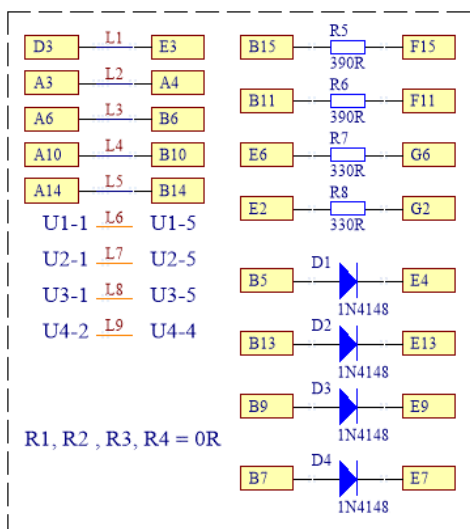 D3 L1 E3
A3 L2 A4
A6 L3 B6
A10 L4 B10
A14 L5 B14
U1-1 L6 U1-5
U2-1 L7 U2-5
U3-1 L8 U3-5
U4-2 L9 U4-4
R1, R2 , R3, R4 = 0R
R5
B15 F15
390R
R6
B11 F11
390R
R7
E6 G6
330R
R8
E2 G2
330R
D1
B5 E4
1N4148
D2
B13 E13
1N4148
D3
B9 E9
1N4148
D4
B7 E7
1N4148